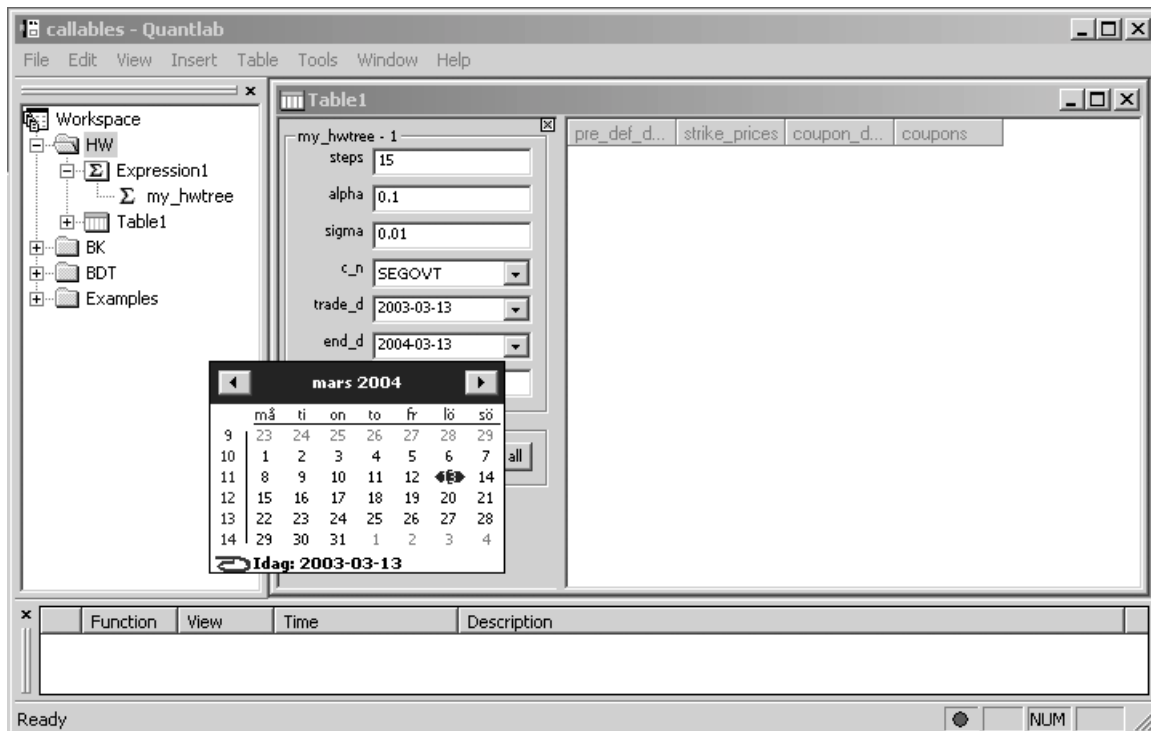 callables - Quantlab
File Edit View Insert Table Tools Window Help
Workspace
HW
Expression1
Σ my_hwtree
Table1
BK
BDT
Examples
Table1
my_hwtree - 1
steps 15
alpha 0.1
sigma 0.01
c_n SEGOVT
trade_d 2003-03-13
end_d 2004-03-13
all
pre_def_d... strike_prices coupon_d... coupons
mars 2004
må ti on to fr lö sö
9 23 24 25 26 27 28 29
10 1 2 3 4 5 6 7
11 8 9 10 11 12 13 14
12 15 16 17 18 19 20 21
13 22 23 24 25 26 27 28
14 29 30 31 1 2 3 4
Idag: 2003-03-13
Function View Time Description
Ready NUM